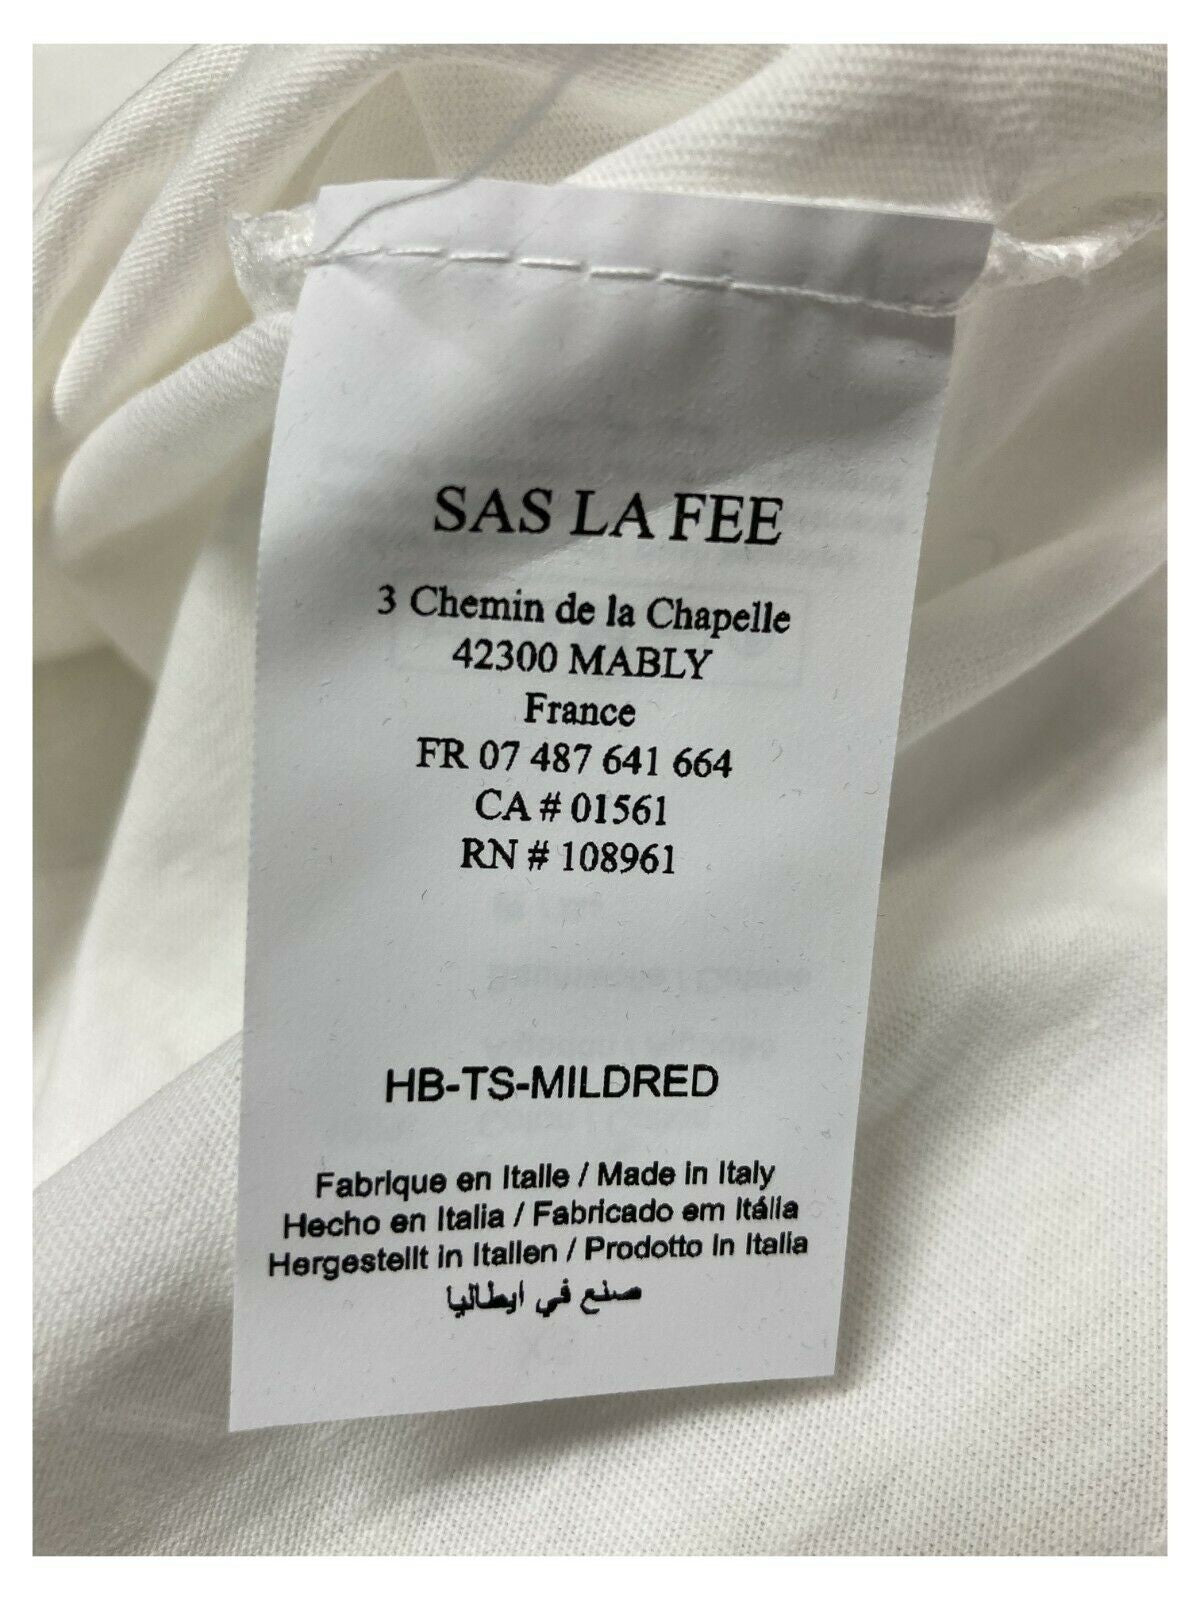 SAS LA FEE
3 Chemin de la Chapelle
42300 MABLY
France
FR 07 487 641 664
CA # 01561
RN # 108961
HB-TS-MILDRED
Fabrique en Italie / Made in Italy
Hecho en Italia / Fabricado em Itália
Hergestellt in Italien / Prodotto in Italia
صنع في ايطاليا